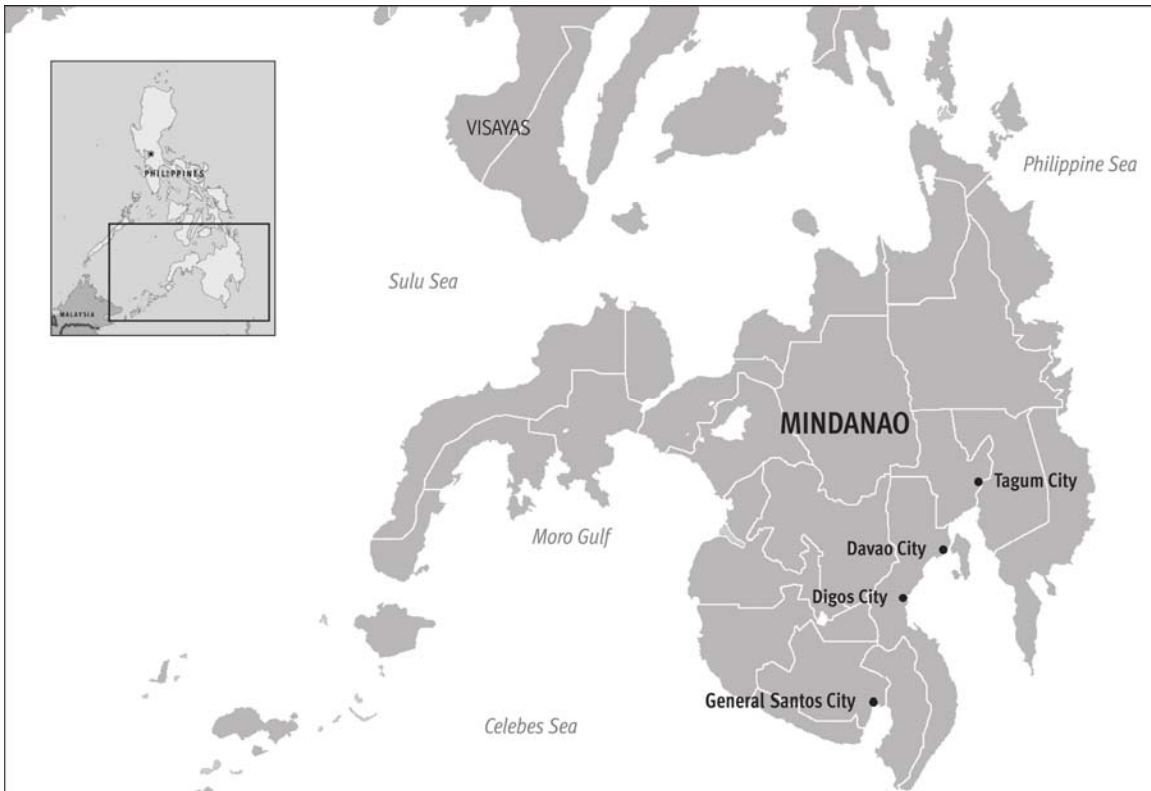 VISAYAS
Philippine Sea
PHILIPPINES
MALAYSIA
Sulu Sea
MINDANAO
Tagum City
Moro Gulf
Davao City
Digos City
General Santos City
Celebes Sea